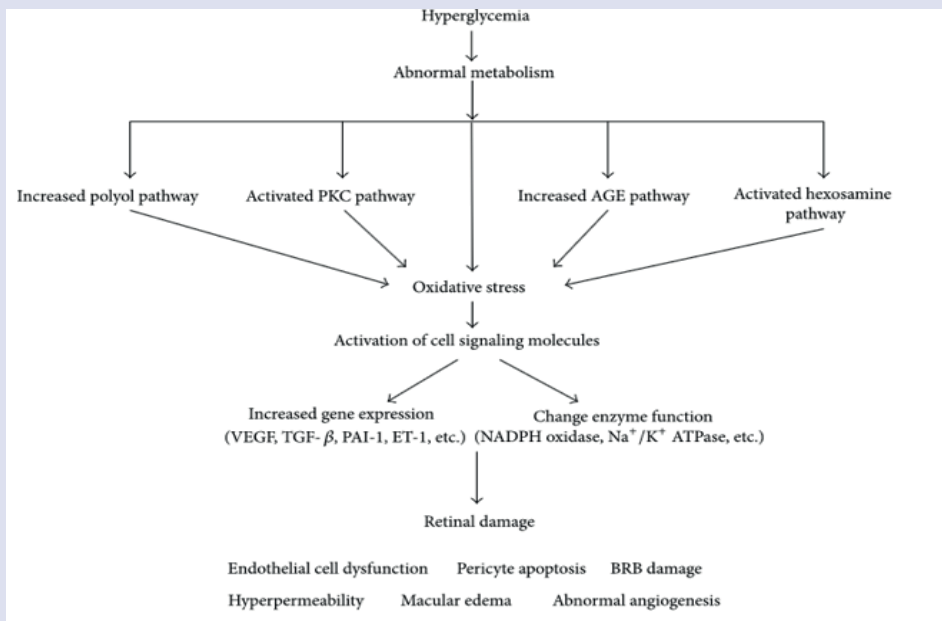 Hyperglycemia
Abnormal metabolism
Increased polyol pathway Activated PKC pathway Increased AGE pathway Activated hexosamine
pathway
Oxidative stress
Activation of cell signaling molecules
Increased gene expression Change enzyme function
(VEGF, TGF- β, PAI-1, ET-1, etc.) (NADPH oxidase, Na⁺/K⁺ ATPase, etc.)
Retinal damage
Endothelial cell dysfunction Pericyte apoptosis BRB damage
Hyperpermeability Macular edema Abnormal angiogenesis